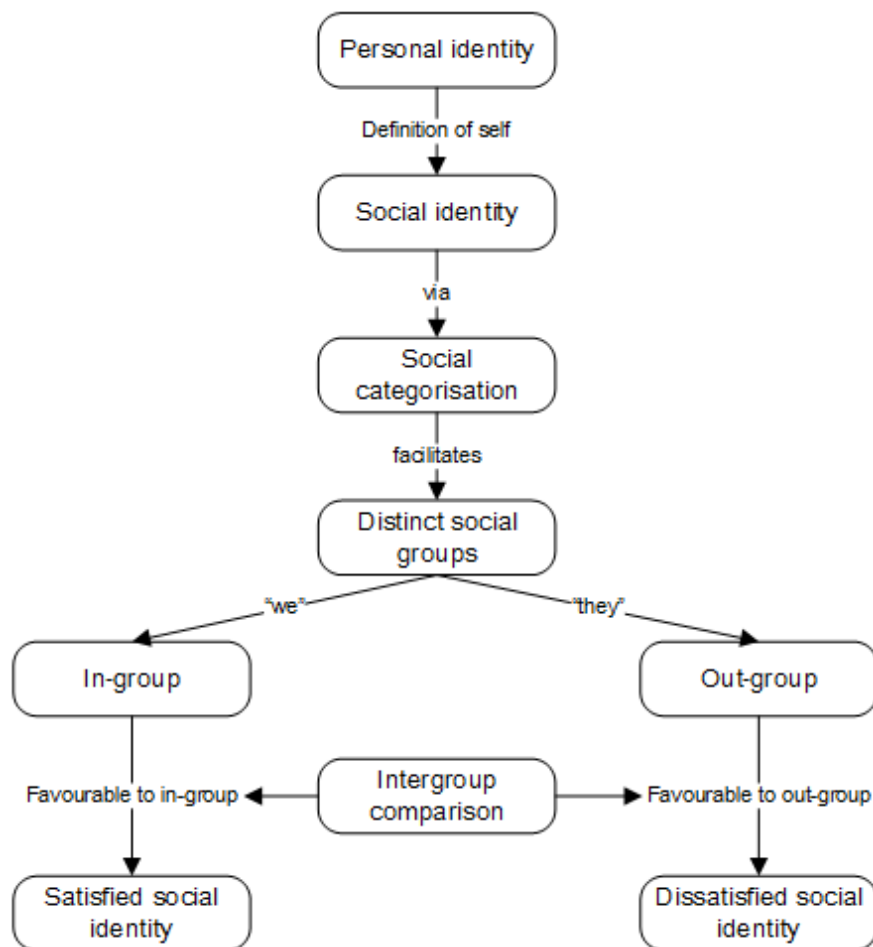 Personal identity
Definition of self
Social identity
via
Social
categorisation
facilitates
Distinct social
groups
“we”
“they”
In-group
Out-group
Intergroup
comparison
Favourable to in-group
Favourable to out-group
Satisfied social
identity
Dissatisfied social
identity